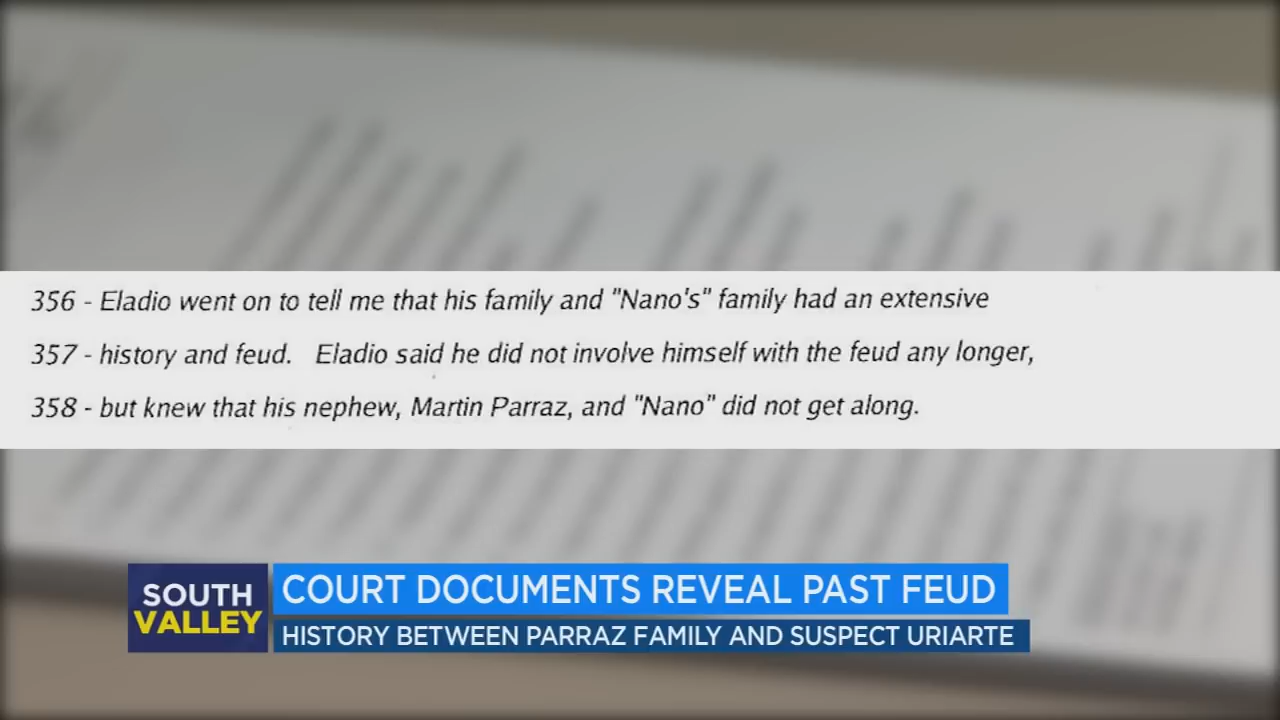 356 - Eladio went on to tell me that his family and "Nano's" family had an extensive
357 - history and feud.   Eladio said he did not involve himself with the feud any longer,
358 - but knew that his nephew, Martin Parraz, and "Nano" did not get along.
SOUTH
VALLEY
COURT DOCUMENTS REVEAL PAST FEUD
HISTORY BETWEEN PARRAZ FAMILY AND SUSPECT URIARTE